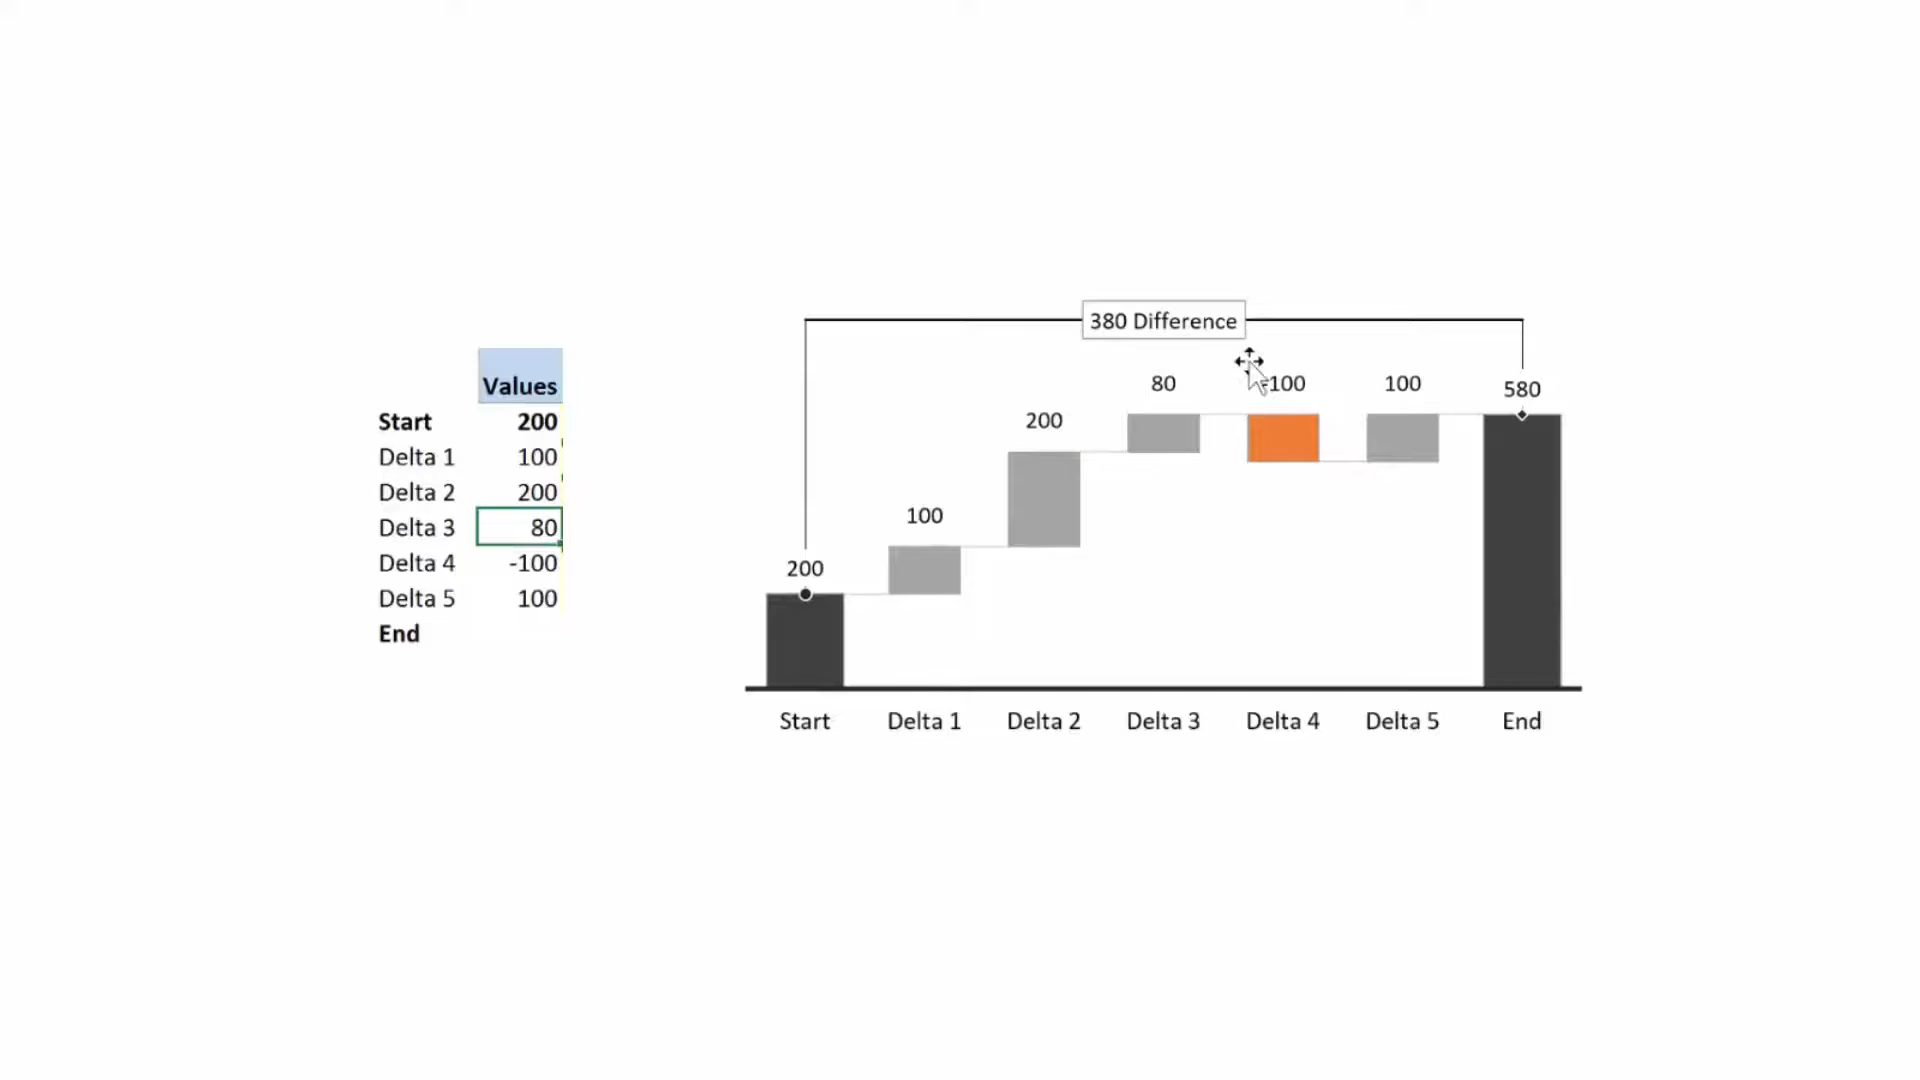 Values
Start 200
Delta 1 100
Delta 2 200
Delta 3 80
Delta 4 -100
Delta 5 100
End
380 Difference
80 -100 100 580
200
100
200
Start Delta 1 Delta 2 Delta 3 Delta 4 Delta 5 End